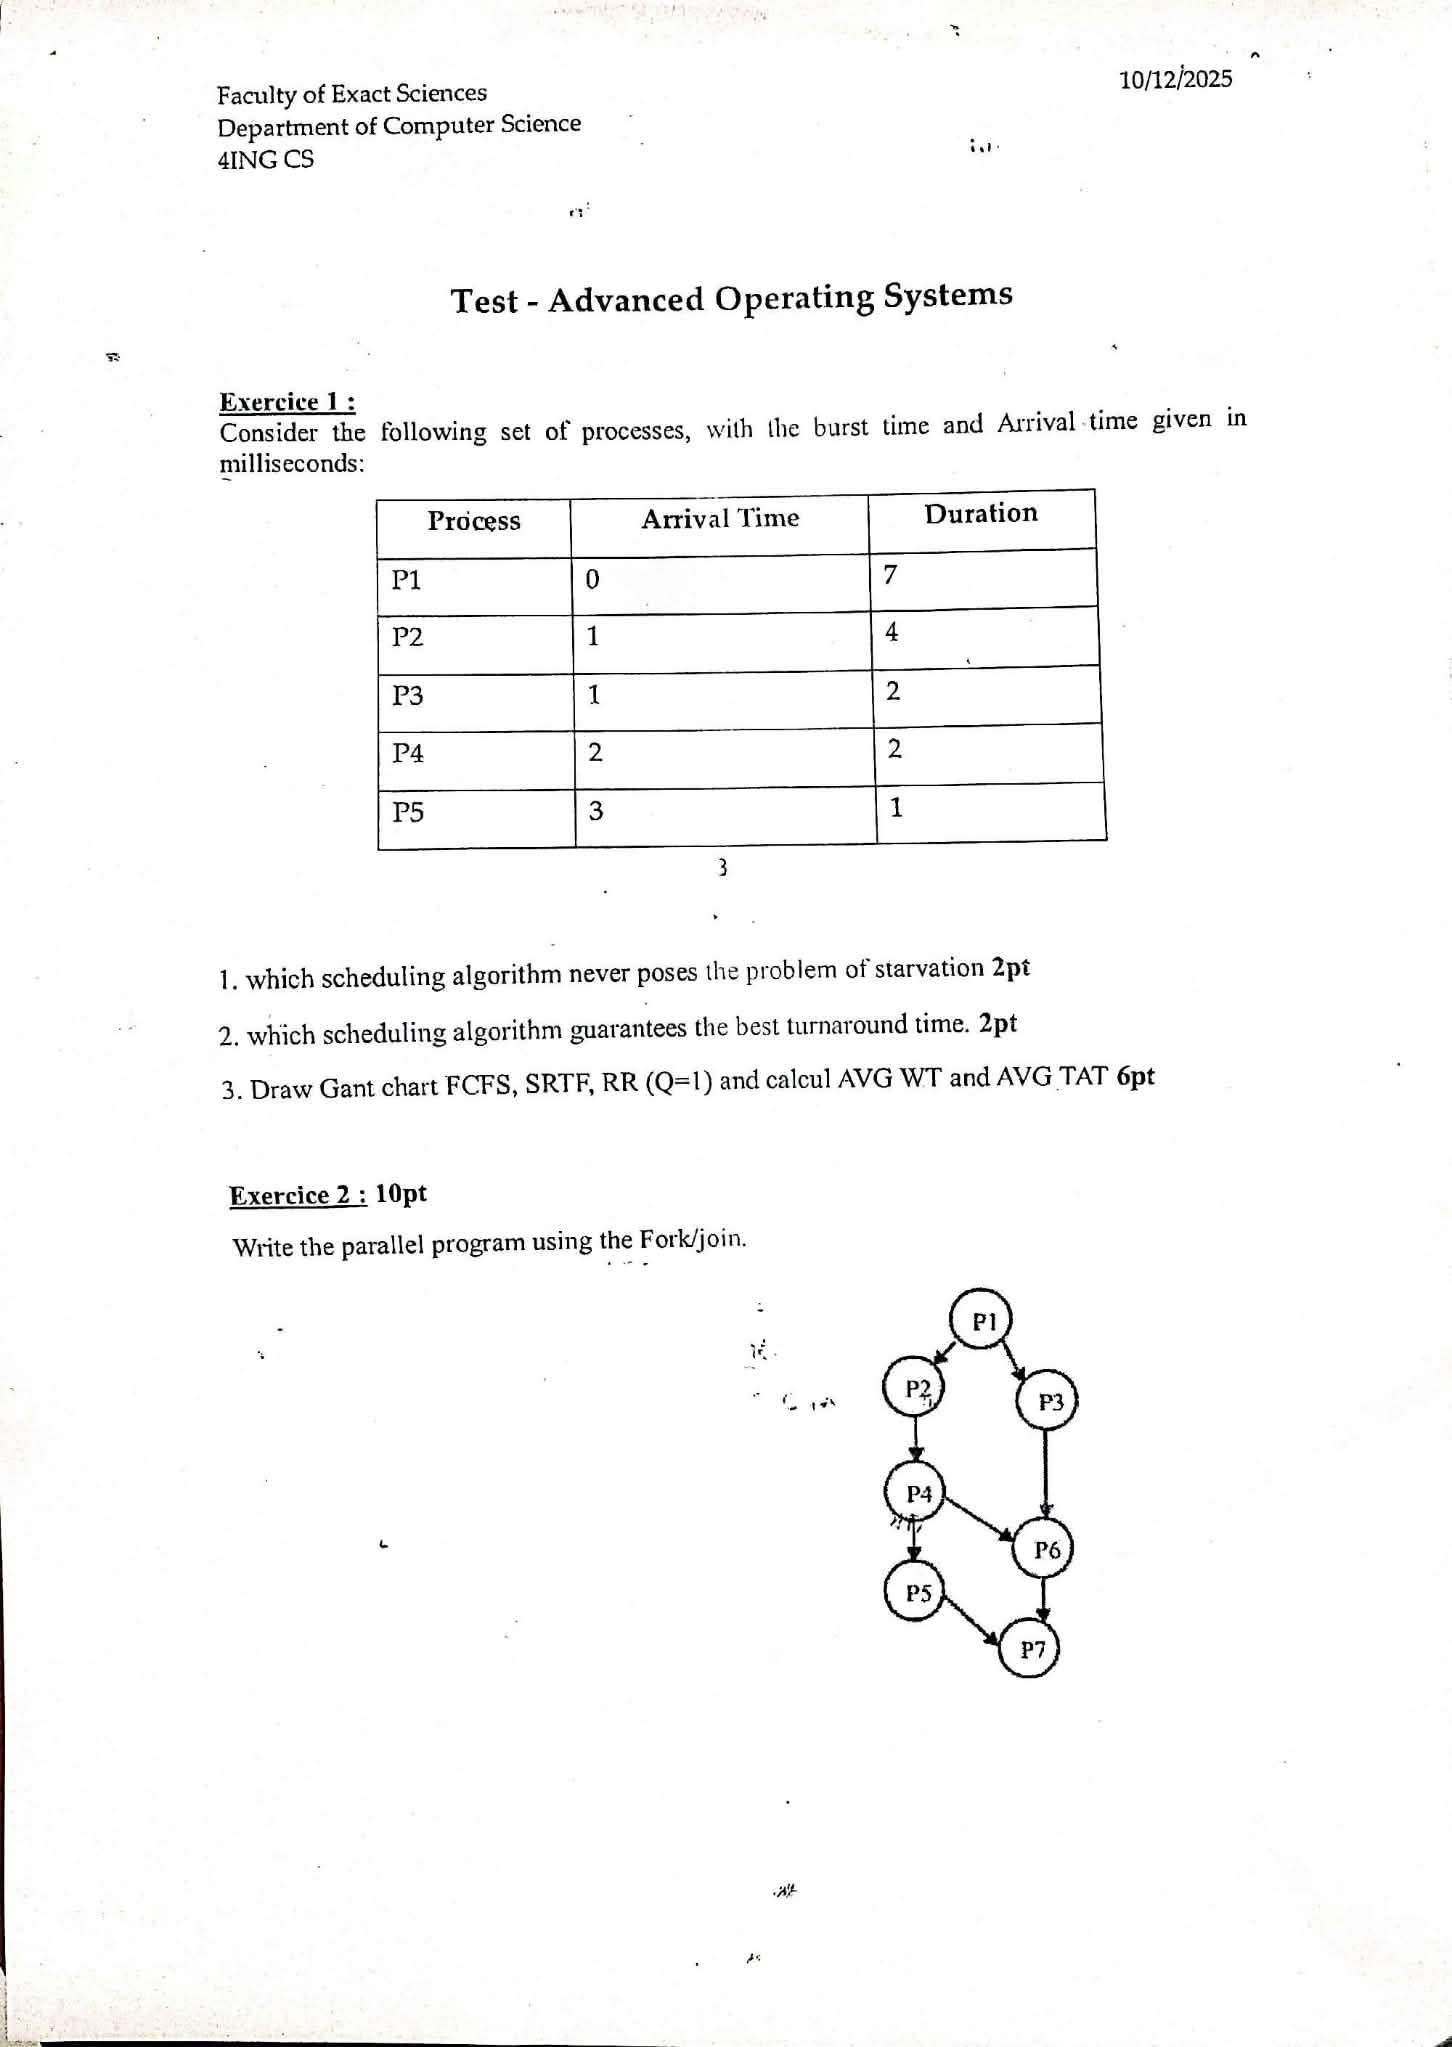 10/12/2025
Faculty of Exact Sciences
Department of Computer Science
4ING CS
Test - Advanced Operating Systems
Exercice 1 :
Consider the following set of processes, with the burst time and Arrival time given in
milliseconds:
Process Arrival Time Duration
P1 0 7
P2 1 4
P3 1 2
P4 2 2
P5 3 1
3
1. which scheduling algorithm never poses the problem of starvation 2pt
2. which scheduling algorithm guarantees the best turnaround time. 2pt
3. Draw Gant chart FCFS, SRTF, RR (Q=1) and calcul AVG WT and AVG TAT 6pt
Exercice 2 : 10pt
Write the parallel program using the Fork/join.
P1
P2
P3
P4
P6
P5
P7